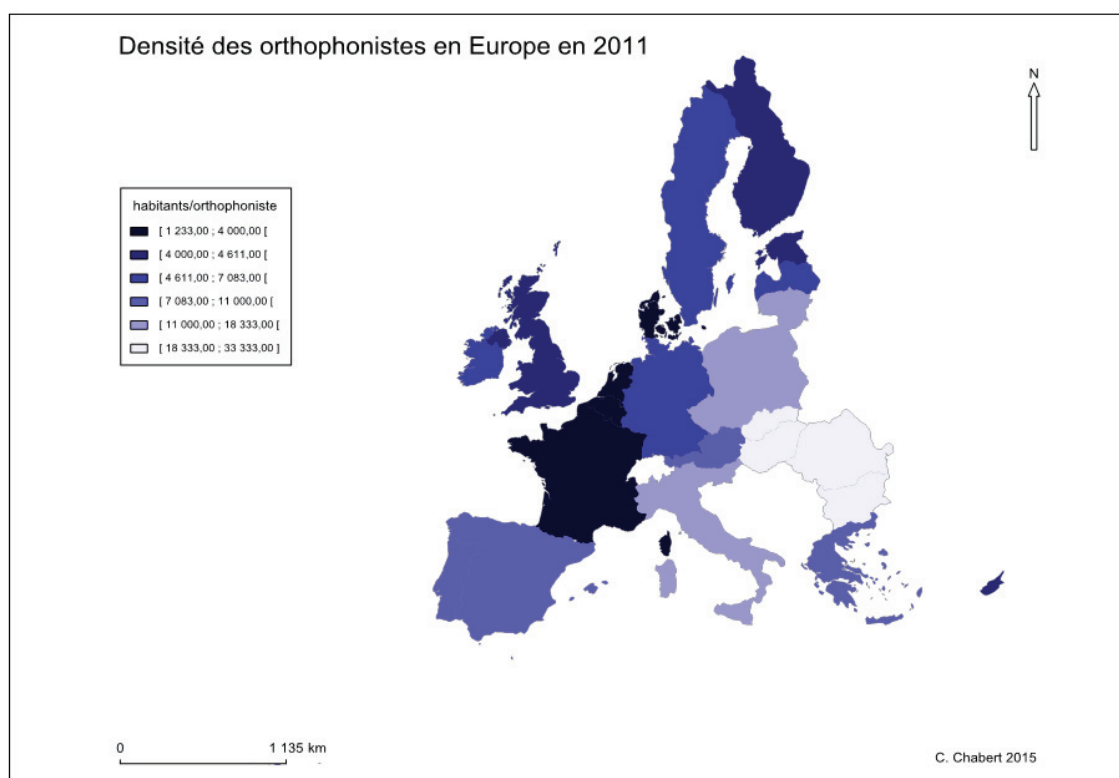 Densité des orthophonistes en Europe en 2011
N
habitants/orthophoniste
[ 1 233,00 ; 4 000,00 [
[ 4 000,00 ; 4 611,00 [
[ 4 611,00 ; 7 083,00 [
[ 7 083,00 ; 11 000,00 [
[ 11 000,00 ; 18 333,00 [
[ 18 333,00 ; 33 333,00 ]
0 1 135 km
C. Chabert 2015